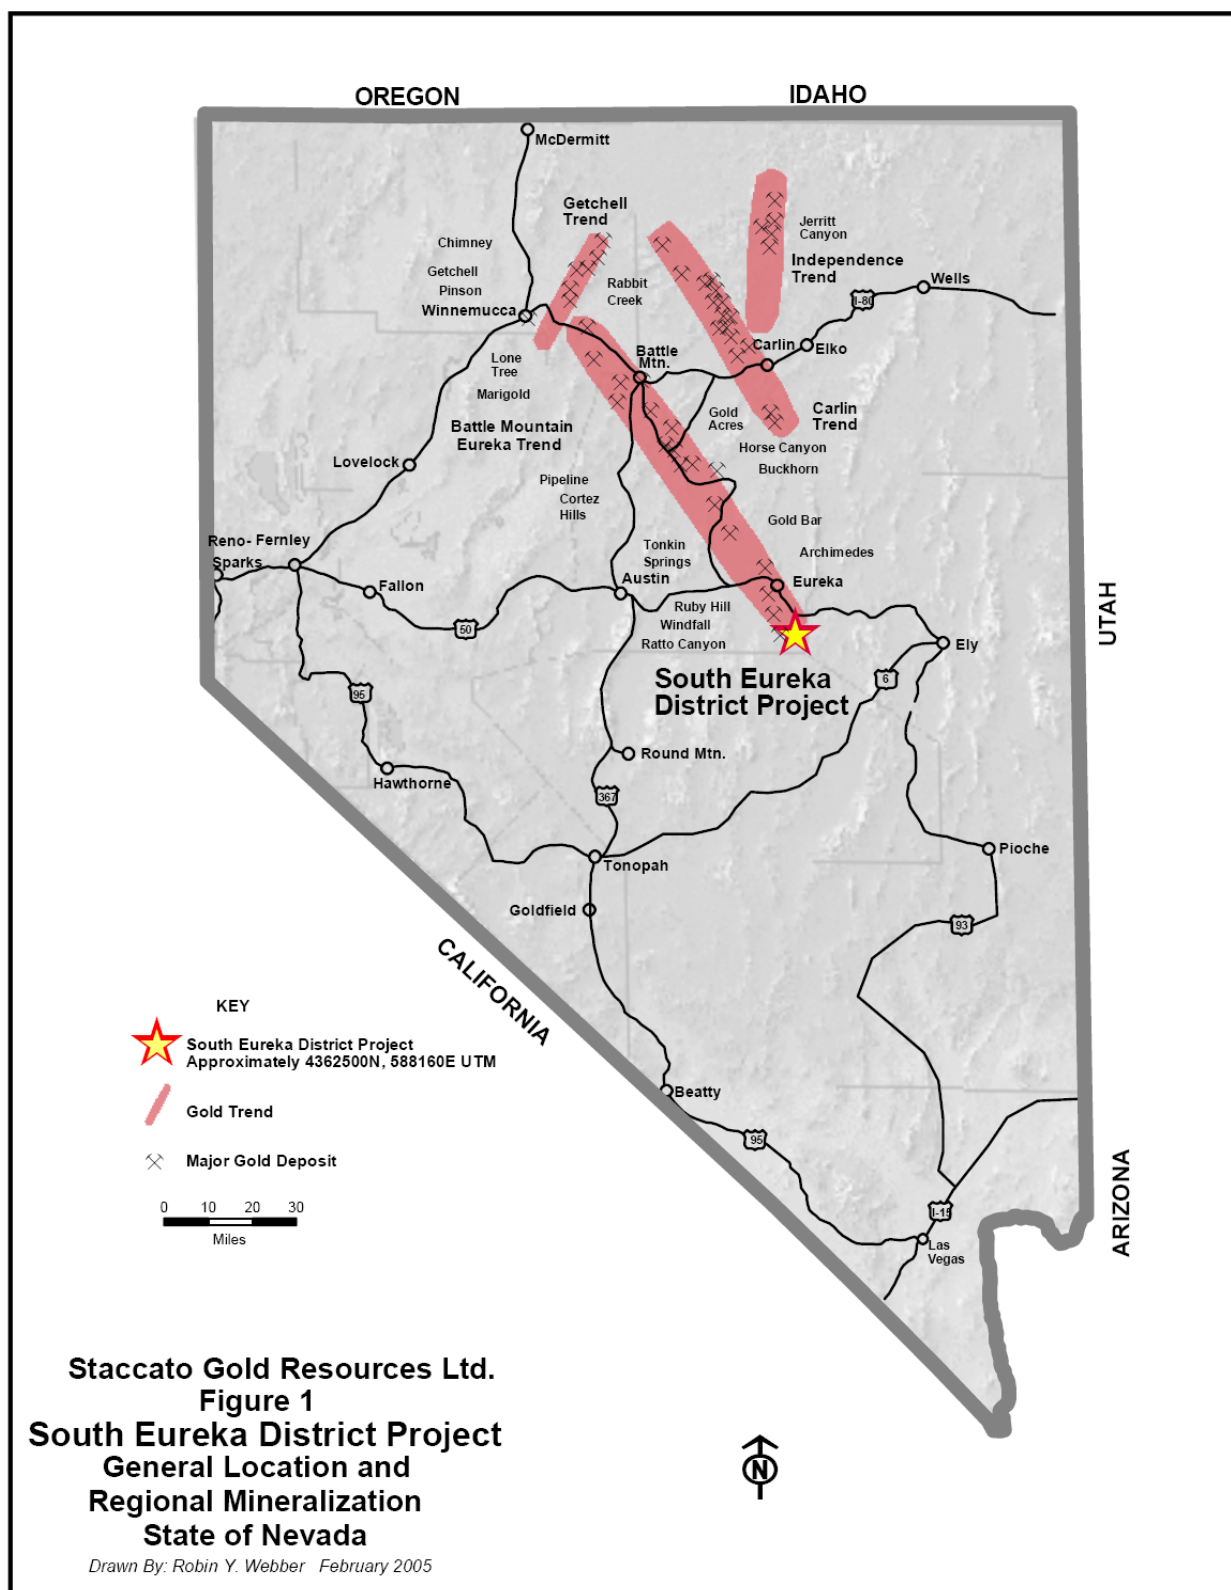 OREGON
IDAHO
McDermitt
Getchell
Trend
Chimney
Jerritt
Canyon
Getchell
Pinson
Winnemucca
Rabbit
Creek
Independence
Trend
Wells
I-80
Lone
Tree
Marigold
Battle
Mtn.
Carlin
Elko
Battle Mountain
Eureka Trend
Gold
Acres
Carlin
Trend
Horse Canyon
Buckhorn
Lovelock
Pipeline
Cortez
Hills
Gold Bar
Reno-
Sparks
Fernley
Tonkin
Springs
Archimedes
Fallon
Austin
Eureka
UTAH
50
Ruby Hill
Windfall
Ratto Canyon
Ely
South Eureka
District Project
6
95
Round Mtn.
Hawthorne
367
Tonopah
Pioche
Goldfield
93
CALIFORNIA
KEY
South Eureka District Project
Approximately 4362500N, 588160E UTM
Gold Trend
Beatty
95
Major Gold Deposit
ARIZONA
0 10 20 30
Miles
I-15
Las
Vegas
Staccato Gold Resources Ltd.
Figure 1
South Eureka District Project
General Location and
Regional Mineralization
State of Nevada
Drawn By: Robin Y. Webber February 2005
N